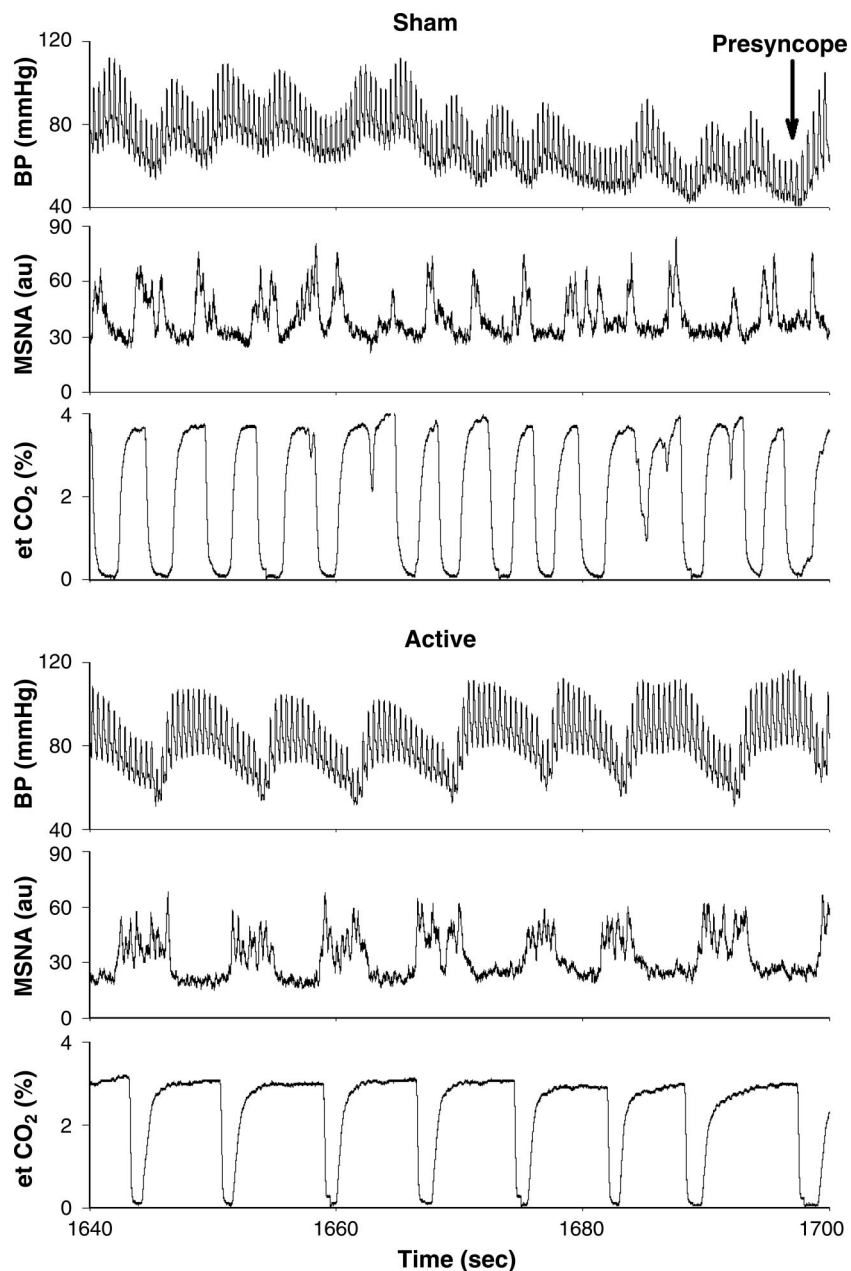 Sham
Presyncope
BP (mmHg)
120
80
40
MSNA (au)
90
60
30
0
et CO₂ (%)
4
2
0
Active
BP (mmHg)
120
80
40
MSNA (au)
90
60
30
0
et CO₂ (%)
4
2
0
1640 1660 1680 1700
Time (sec)